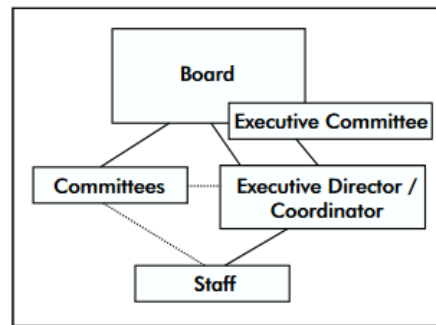 Board
Executive Committee
Committees
Executive Director /
Coordinator
Staff